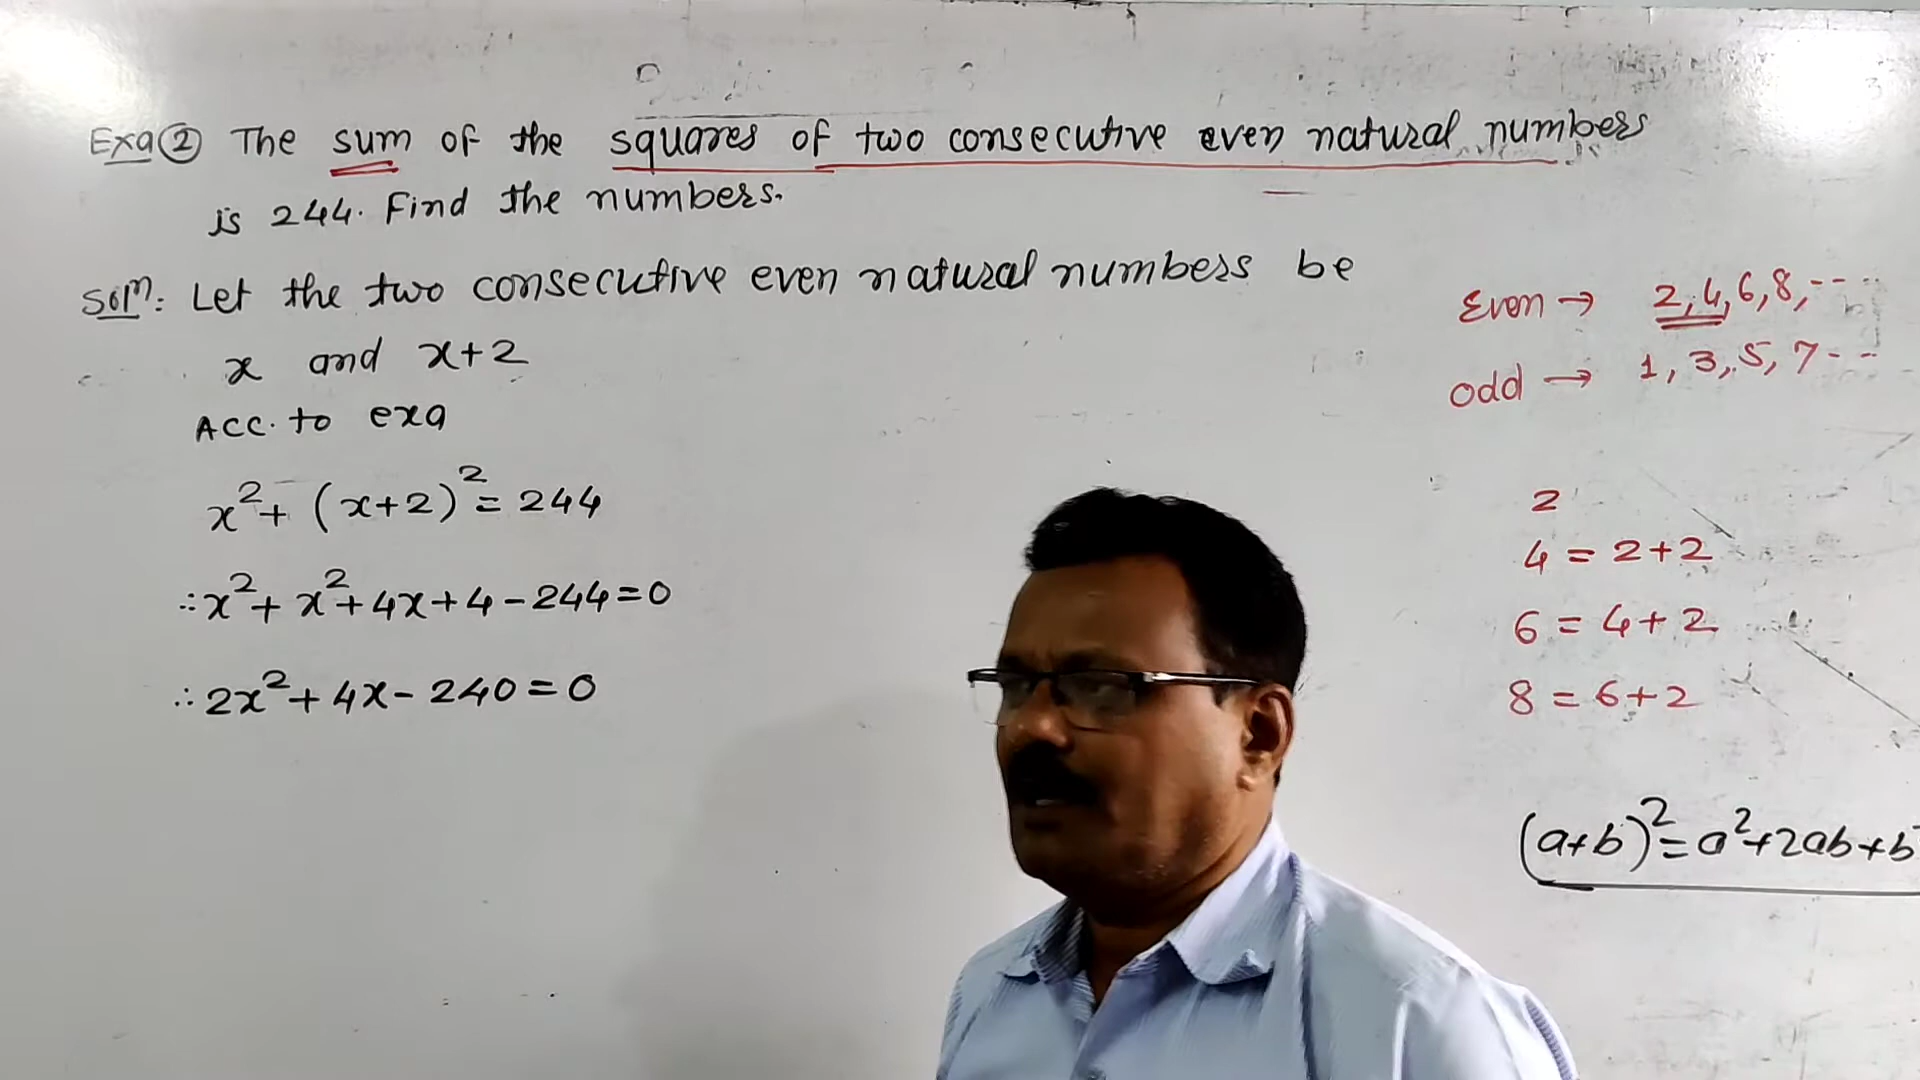 Exa② The sum of the squares of two consecutive even natural numbers
is 244. Find the numbers.
Solⁿ: Let the two consecutive even natural numbers be
x and x+2
Acc. to exa
x²+ (x+2)²= 244
∴x²+ x²+4x+4-244=0
∴2x²+4x-240=0
Even → 2,4,6,8,----
odd → 1, 3, 5, 7---
2
4 = 2+2
6 = 4+2
8 = 6+2
(a+b)²=a²+2ab+b